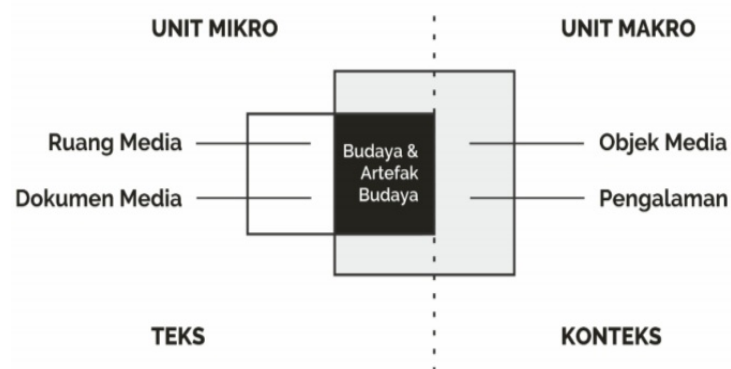 UNIT MIKRO
UNIT MAKRO
Ruang Media
Dokumen Media
Budaya &
Artefak
Budaya
Objek Media
Pengalaman
TEKS
KONTEKS